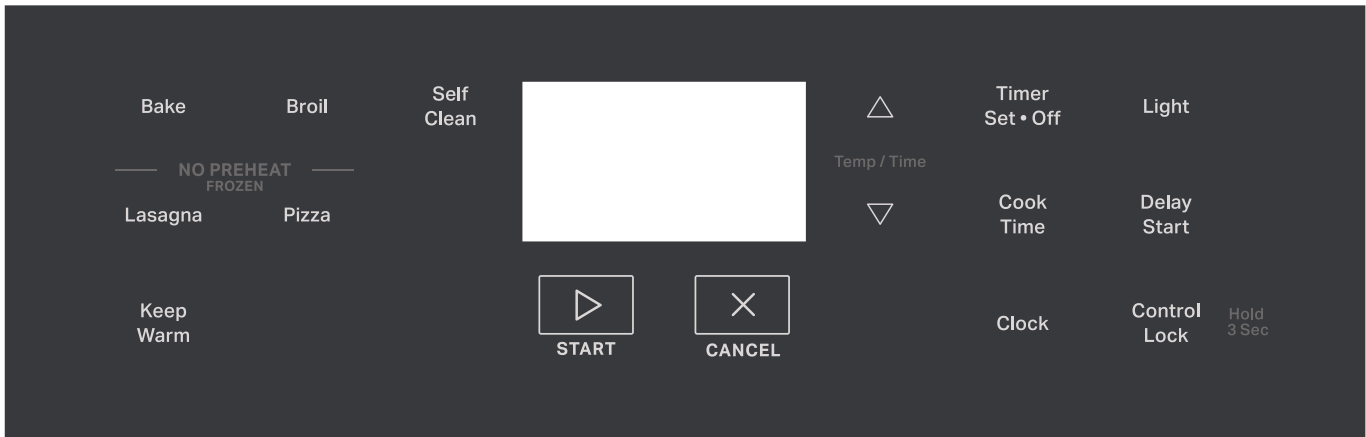 Bake
Broil
Self
Clean
NO PREHEAT
FROZEN
Lasagna
Pizza
Keep
Warm
START
CANCEL
Temp / Time
Timer
Set • Off
Light
Cook
Time
Delay
Start
Clock
Control
Lock
Hold
3 Sec